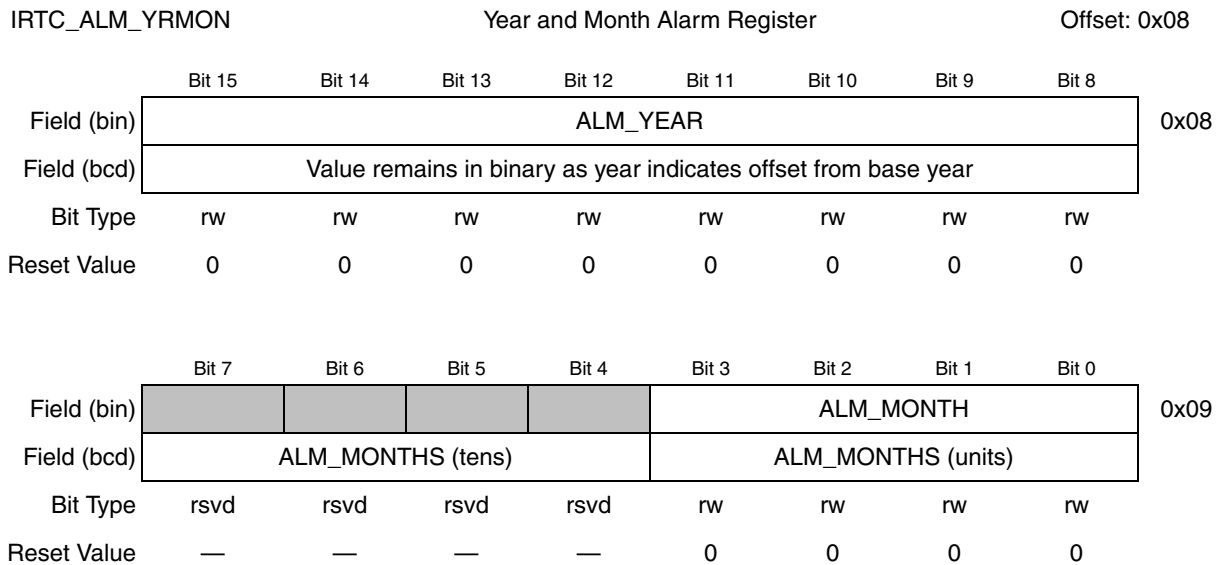 IRTC_ALM_YRMON Year and Month Alarm Register Offset: 0x08
Bit 15 Bit 14 Bit 13 Bit 12 Bit 11 Bit 10 Bit 9 Bit 8
Field (bin) ALM_YEAR 0x08
Field (bcd) Value remains in binary as year indicates offset from base year
Bit Type rw rw rw rw rw rw rw rw
Reset Value 0 0 0 0 0 0 0 0
Bit 7 Bit 6 Bit 5 Bit 4 Bit 3 Bit 2 Bit 1 Bit 0
Field (bin) ALM_MONTH 0x09
Field (bcd) ALM_MONTHS (tens) ALM_MONTHS (units)
Bit Type rsvd rsvd rsvd rsvd rw rw rw rw
Reset Value — — — — 0 0 0 0